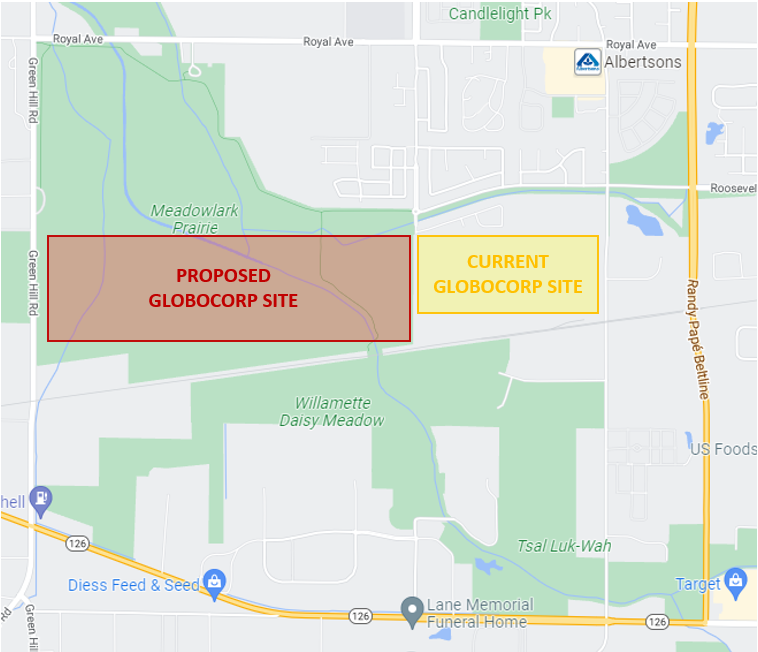 Candlelight Pk
Royal Ave
Royal Ave
Albertsons
Albertsons
Green Hill Rd
Roosevel
Meadowlark
Prairie
PROPOSED
GLOBOCORP SITE
CURRENT
GLOBOCORP SITE
Green Hill Rd
Randy Papé Beltline
Willamette
Daisy Meadow
US Foods
hell
126
Tsal Luk-Wah
Diess Feed & Seed
Target
Lane Memorial
Funeral Home
126
126
Rd
Green Hill